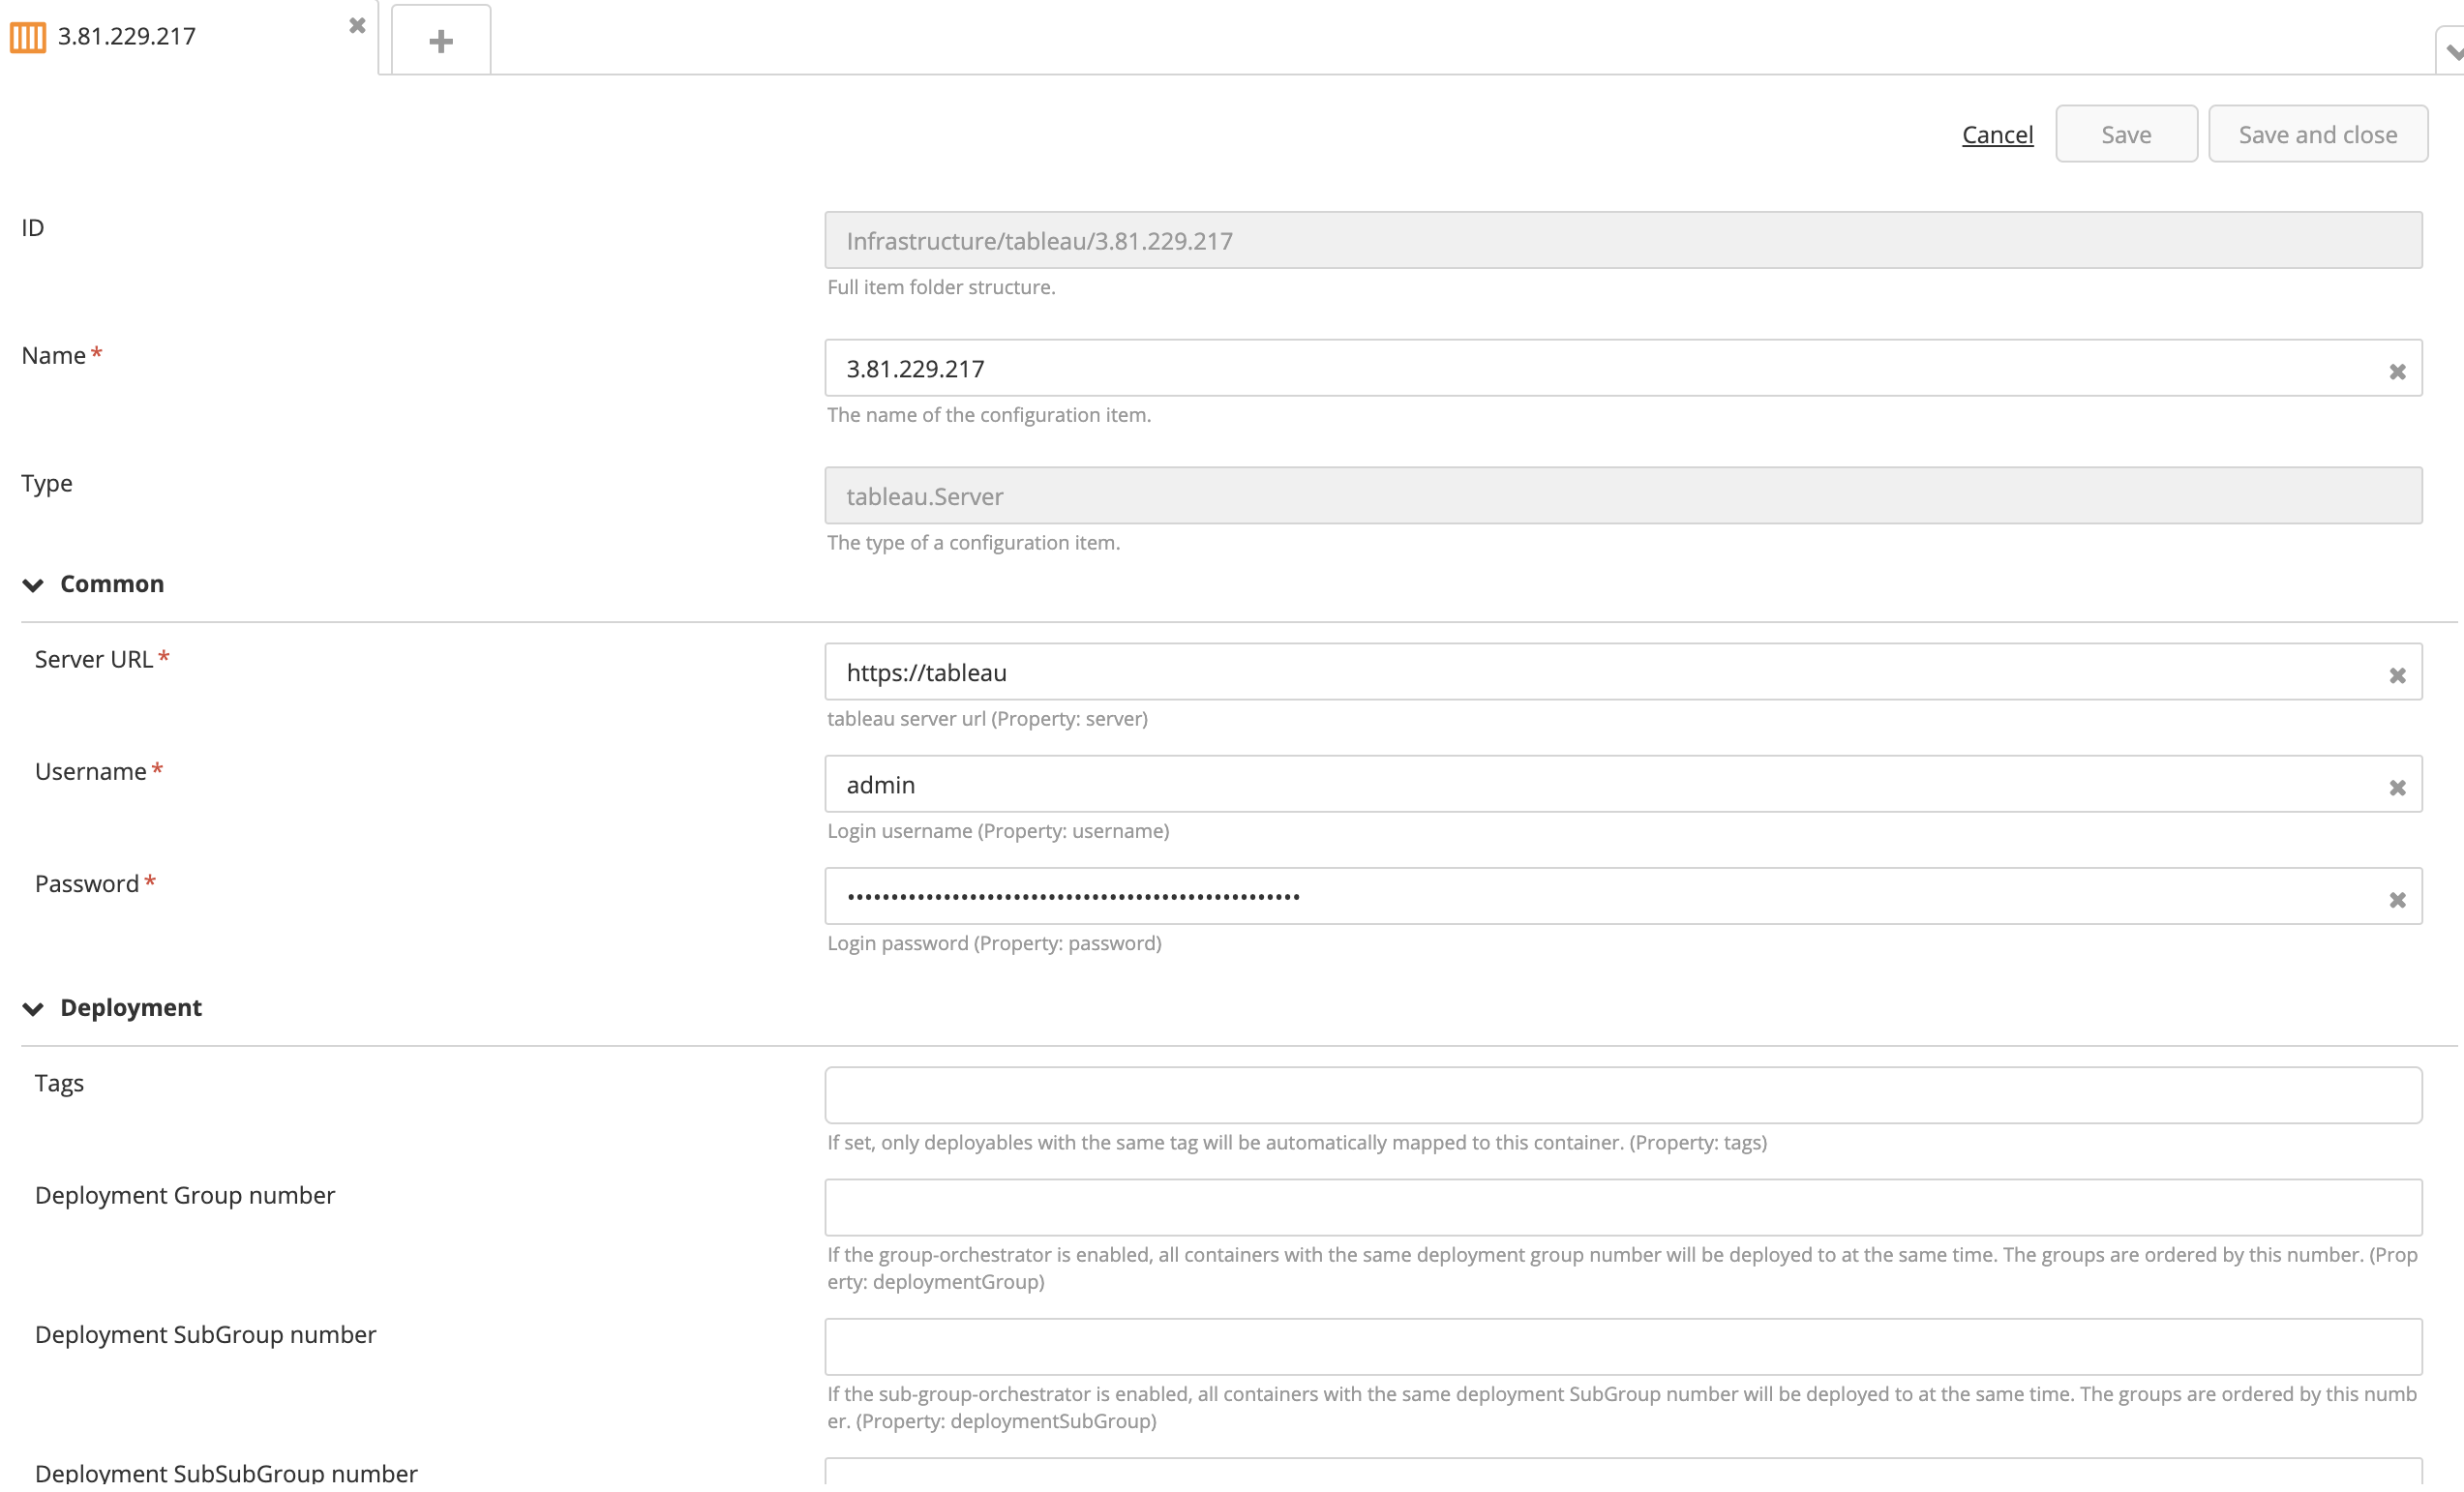 3.81.229.217
Cancel
Save
Save and close
ID
Infrastructure/tableau/3.81.229.217
Full item folder structure.
Name *
3.81.229.217
The name of the configuration item.
Type
tableau.Server
The type of a configuration item.
Common
Server URL *
https://tableau
tableau server url (Property: server)
Username *
admin
Login username (Property: username)
Password *
Login password (Property: password)
Deployment
Tags
If set, only deployables with the same tag will be automatically mapped to this container. (Property: tags)
Deployment Group number
If the group-orchestrator is enabled, all containers with the same deployment group number will be deployed to at the same time. The groups are ordered by this number. (Prop
erty: deploymentGroup)
Deployment SubGroup number
If the sub-group-orchestrator is enabled, all containers with the same deployment SubGroup number will be deployed to at the same time. The groups are ordered by this numb
er. (Property: deploymentSubGroup)
Deployment SubSubGroup number